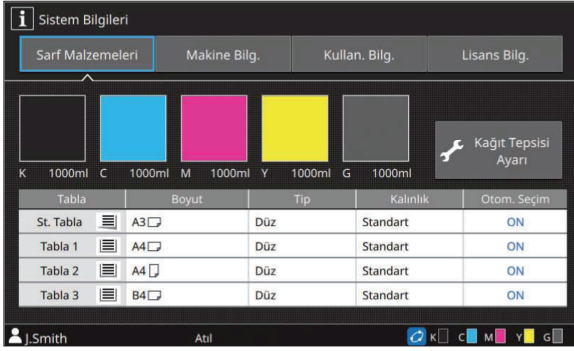 i Sistem Bilgileri
Sarf Malzemeleri Makine Bilg. Kullan. Bilg. Lisans Bilg.
K 1000ml C 1000ml M 1000ml Y 1000ml G 1000ml
Kağıt Tepsisi
Ayarı
Tabla Boyut Tip Kalınlık Otom. Seçim
St. Tabla A3 Düz Standart ON
Tabla 1 A4 Düz Standart ON
Tabla 2 A4 Düz Standart ON
Tabla 3 B4 Düz Standart ON
J.Smith Atıl K C M Y G